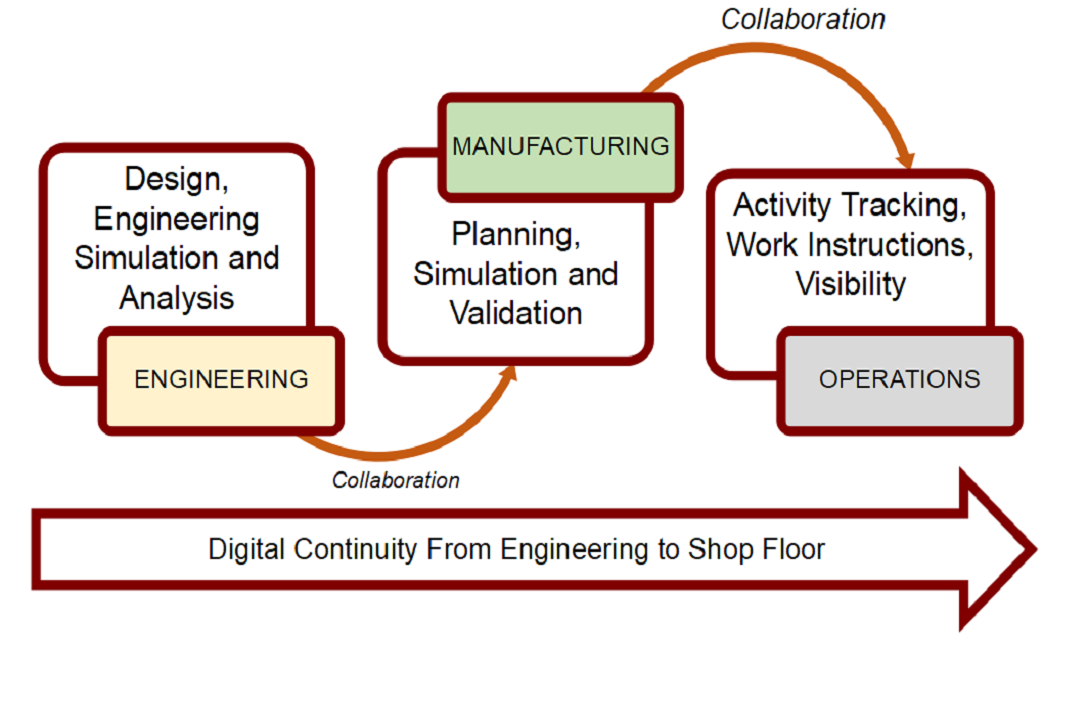 Collaboration
MANUFACTURING
Design,
Engineering
Simulation and
Analysis
ENGINEERING
Planning,
Simulation and
Validation
Activity Tracking,
Work Instructions,
Visibility
OPERATIONS
Collaboration
Digital Continuity From Engineering to Shop Floor